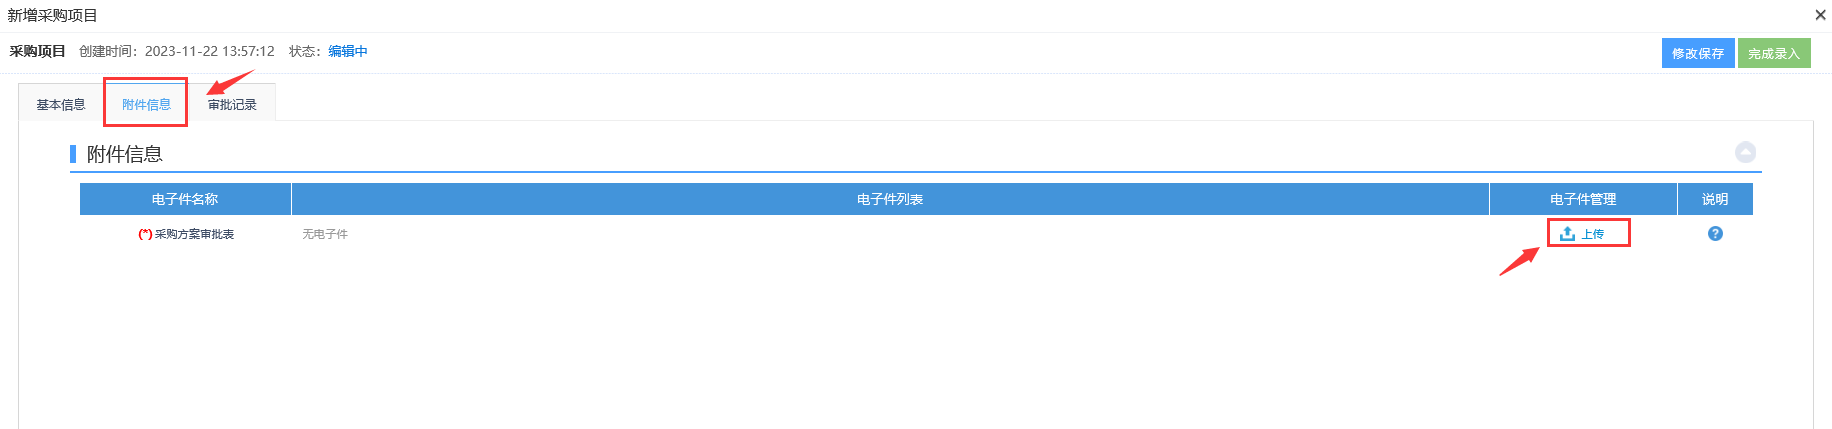 新增采购项目
采购项目 创建时间：2023-11-22 13:57:12 状态：编辑中
修改保存 完成录入
基本信息 附件信息 审批记录
附件信息
电子件名称 电子件列表 电子件管理 说明
(*)采购方案审批表 无电子件 上传